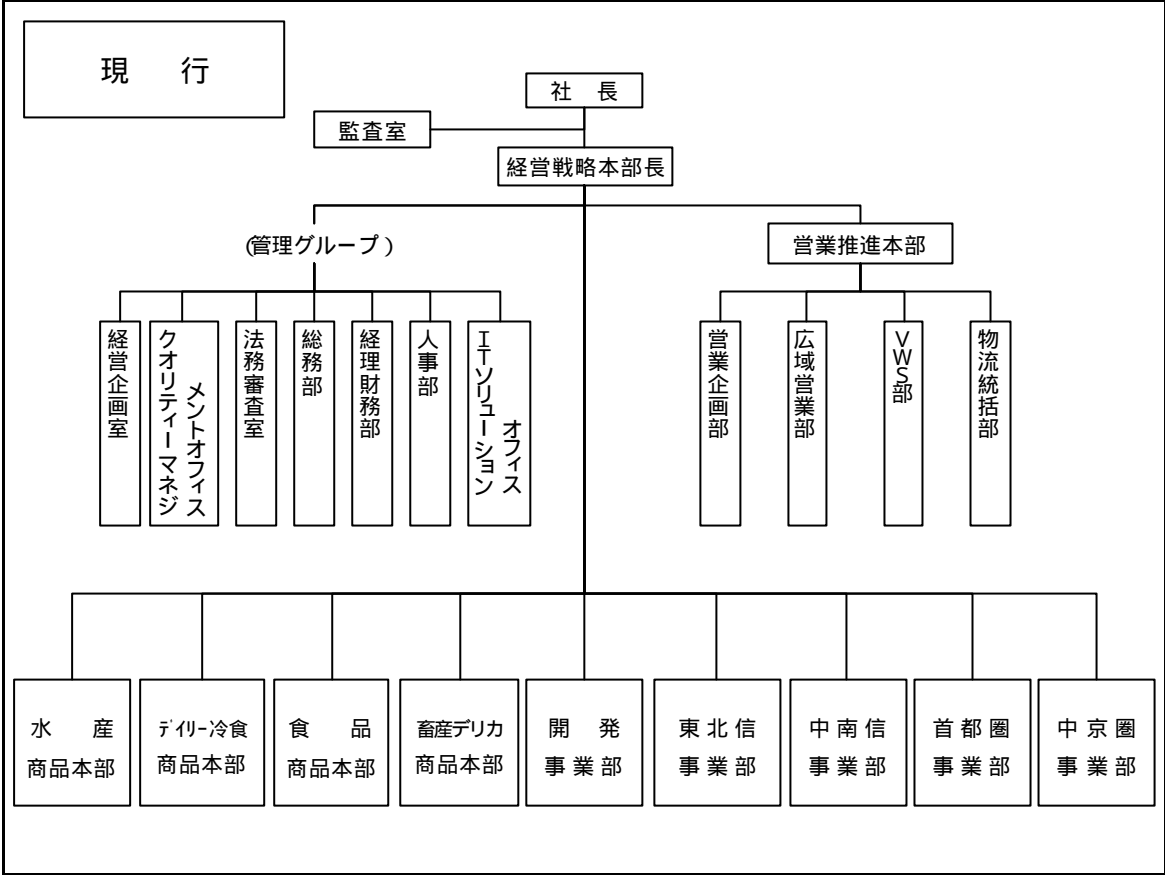 現 行
社 長
監査室
経営戦略本部長
(管理グループ)
営業推進本部
経営企画室
クオリティーマネジ
メントオフィス
法務審査室
総務部
経理財務部
人事部
ITソリューション
オフィス
営業企画部
広域営業部
VWS部
物流統括部
水 産
商品本部
デイリー冷食
商品本部
食 品
商品本部
畜産デリカ
商品本部
開 発
事業部
東北信
事業部
中南信
事業部
首都圏
事業部
中京圏
事業部